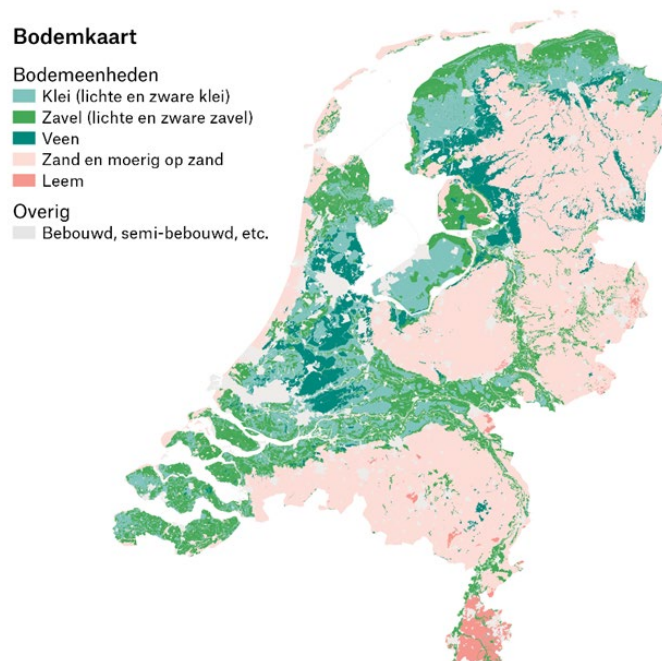 Bodemkaart
Bodemeenheden
Klei (lichte en zware klei)
Zavel (lichte en zware zavel)
Veen
Zand en moerig op zand
Leem
Overig
Bebouwd, semi-bebouwd, etc.